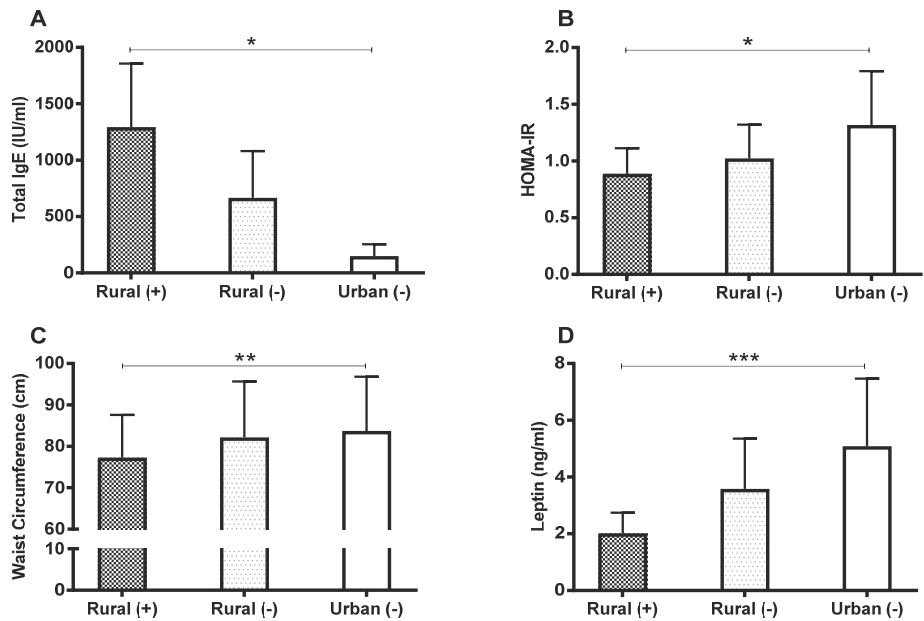 A
*
Total IgE (IU/ml)
2000
1500
1000
500
0
Rural (+) Rural (-) Urban (-)
B
*
HOMA-IR
2.0
1.5
1.0
0.5
0.0
Rural (+) Rural (-) Urban (-)
C
**
Waist Circumference (cm)
100
90
80
70
60
10
0
Rural (+) Rural (-) Urban (-)
D
***
Leptin (ng/ml)
8
6
4
2
0
Rural (+) Rural (-) Urban (-)